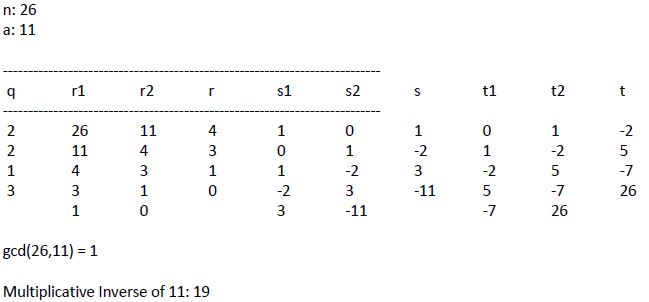 n: 26
a: 11
--------------------------------------------------------------------------------
q r1 r2 r s1 s2 s t1 t2 t
--------------------------------------------------------------------------------
2 26 11 4 1 0 1 0 1 -2
2 11 4 3 0 1 -2 1 -2 5
1 4 3 1 1 -2 3 -2 5 -7
3 3 1 0 -2 3 -11 5 -7 26
1 0 3 -11 -7 26
gcd(26,11) = 1
Multiplicative Inverse of 11: 19